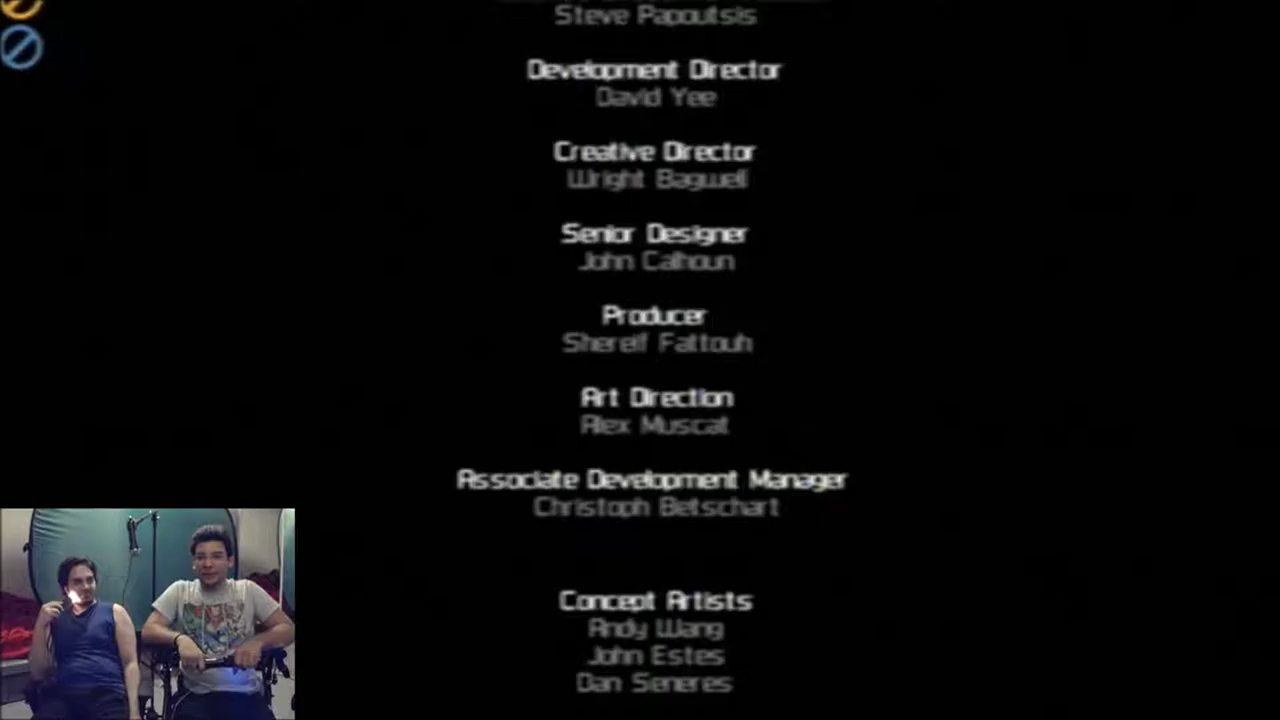 Steve Papoutsis
Development Director
David Yee
Creative Director
Wright Bagwell
Senior Designer
John Calhoun
Producer
Shereif Fattouh
Art Direction
Alex Muscat
Associate Development Manager
Christoph Betschart
Concept Artists
Andy Wang
John Estes
Dan Seneres